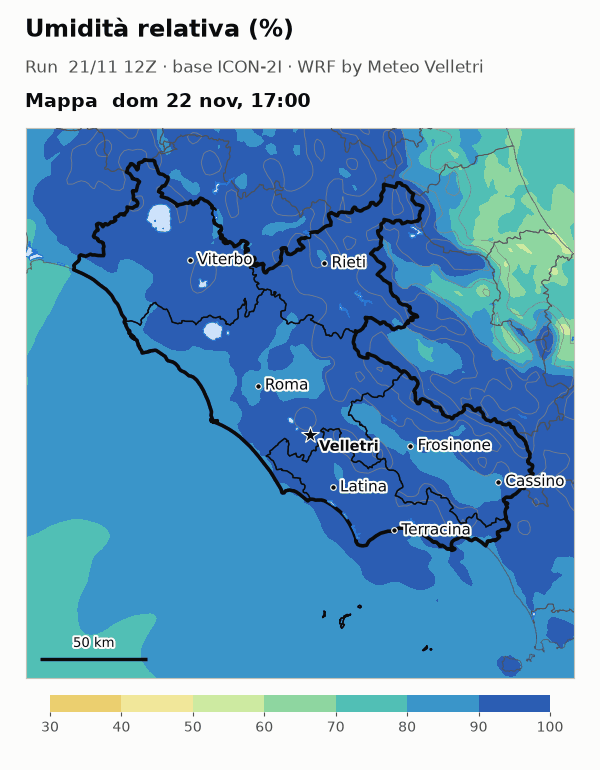 Umidità relativa (%)
Run  21/11 12Z · base ICON-2I · WRF by Meteo Velletri
Mappa  dom 22 nov, 17:00
Viterbo
Rieti
Roma
Velletri
Frosinone
Latina
Cassino
Terracina
50 km
30 40 50 60 70 80 90 100